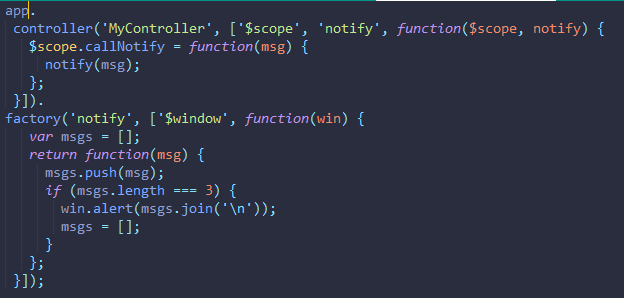 app.
 controller('MyController', ['$scope', 'notify', function($scope, notify) {
   $scope.callNotify = function(msg) {
     notify(msg);
   };
 }]).
factory('notify', ['$window', function(win) {
   var msgs = [];
   return function(msg) {
     msgs.push(msg);
     if (msgs.length === 3) {
       win.alert(msgs.join('\n'));
       msgs = [];
     }
   };
 }]);